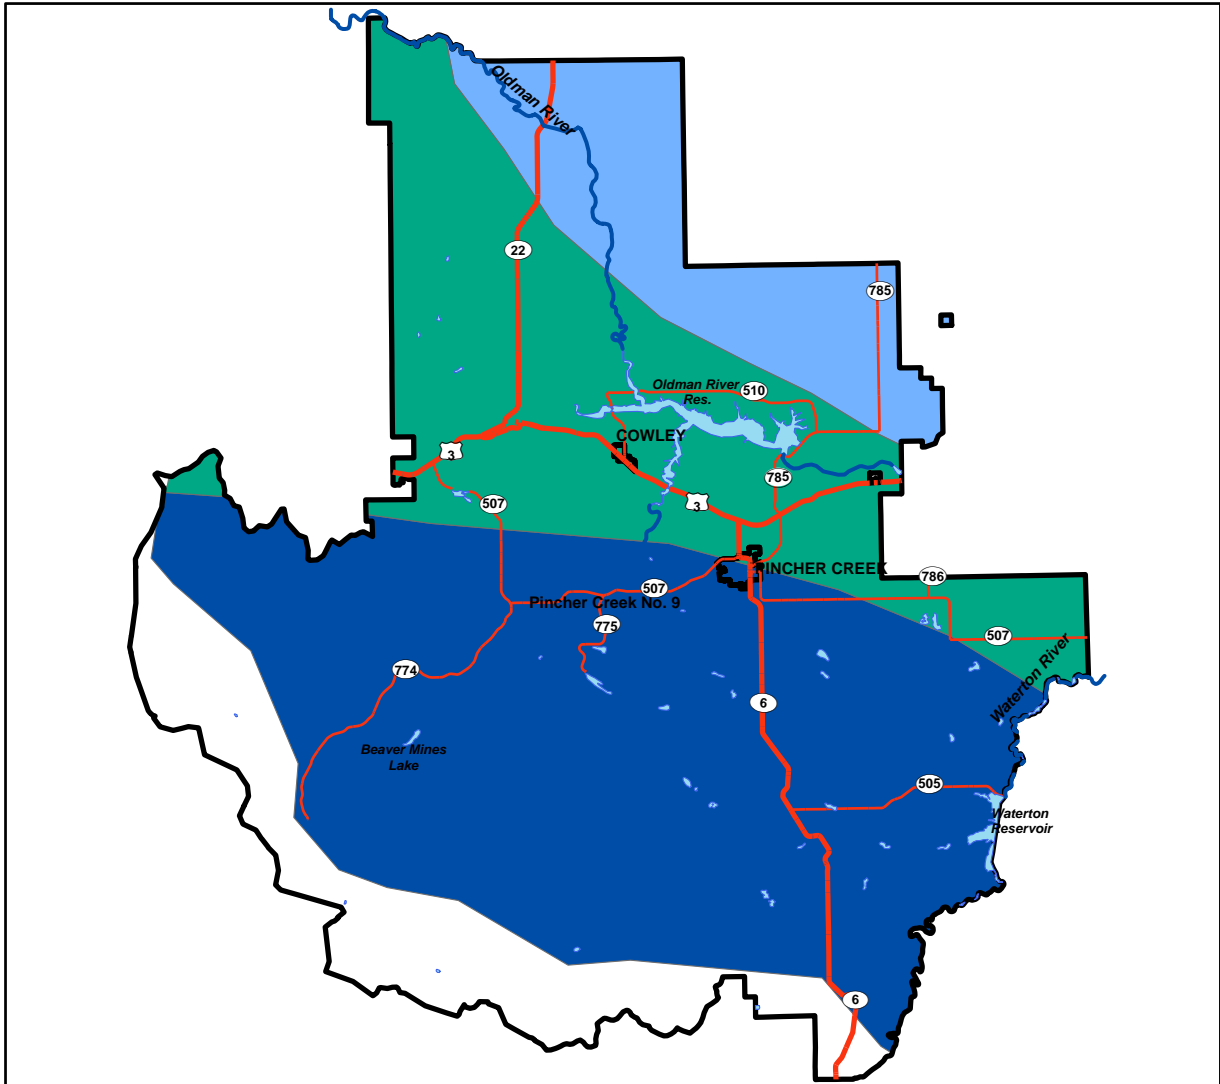 Oldman River
22
785
Oldman River
Res.
510
COWLEY
3
785
507
3
PINCHER CREEK
786
507
Pincher Creek No. 9
775
507
774
Waterton River
6
Beaver Mines
Lake
505
Waterton
Reservoir
6